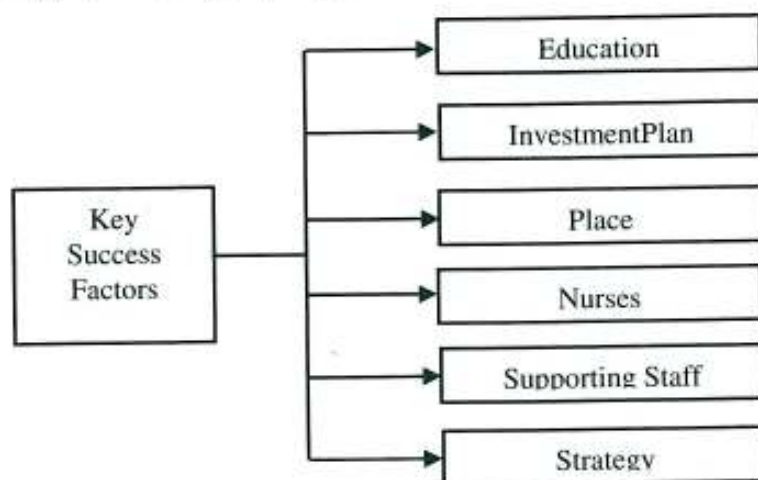 Key
Success
Factors
Education
InvestmentPlan
Place
Nurses
Supporting Staff
Strategy